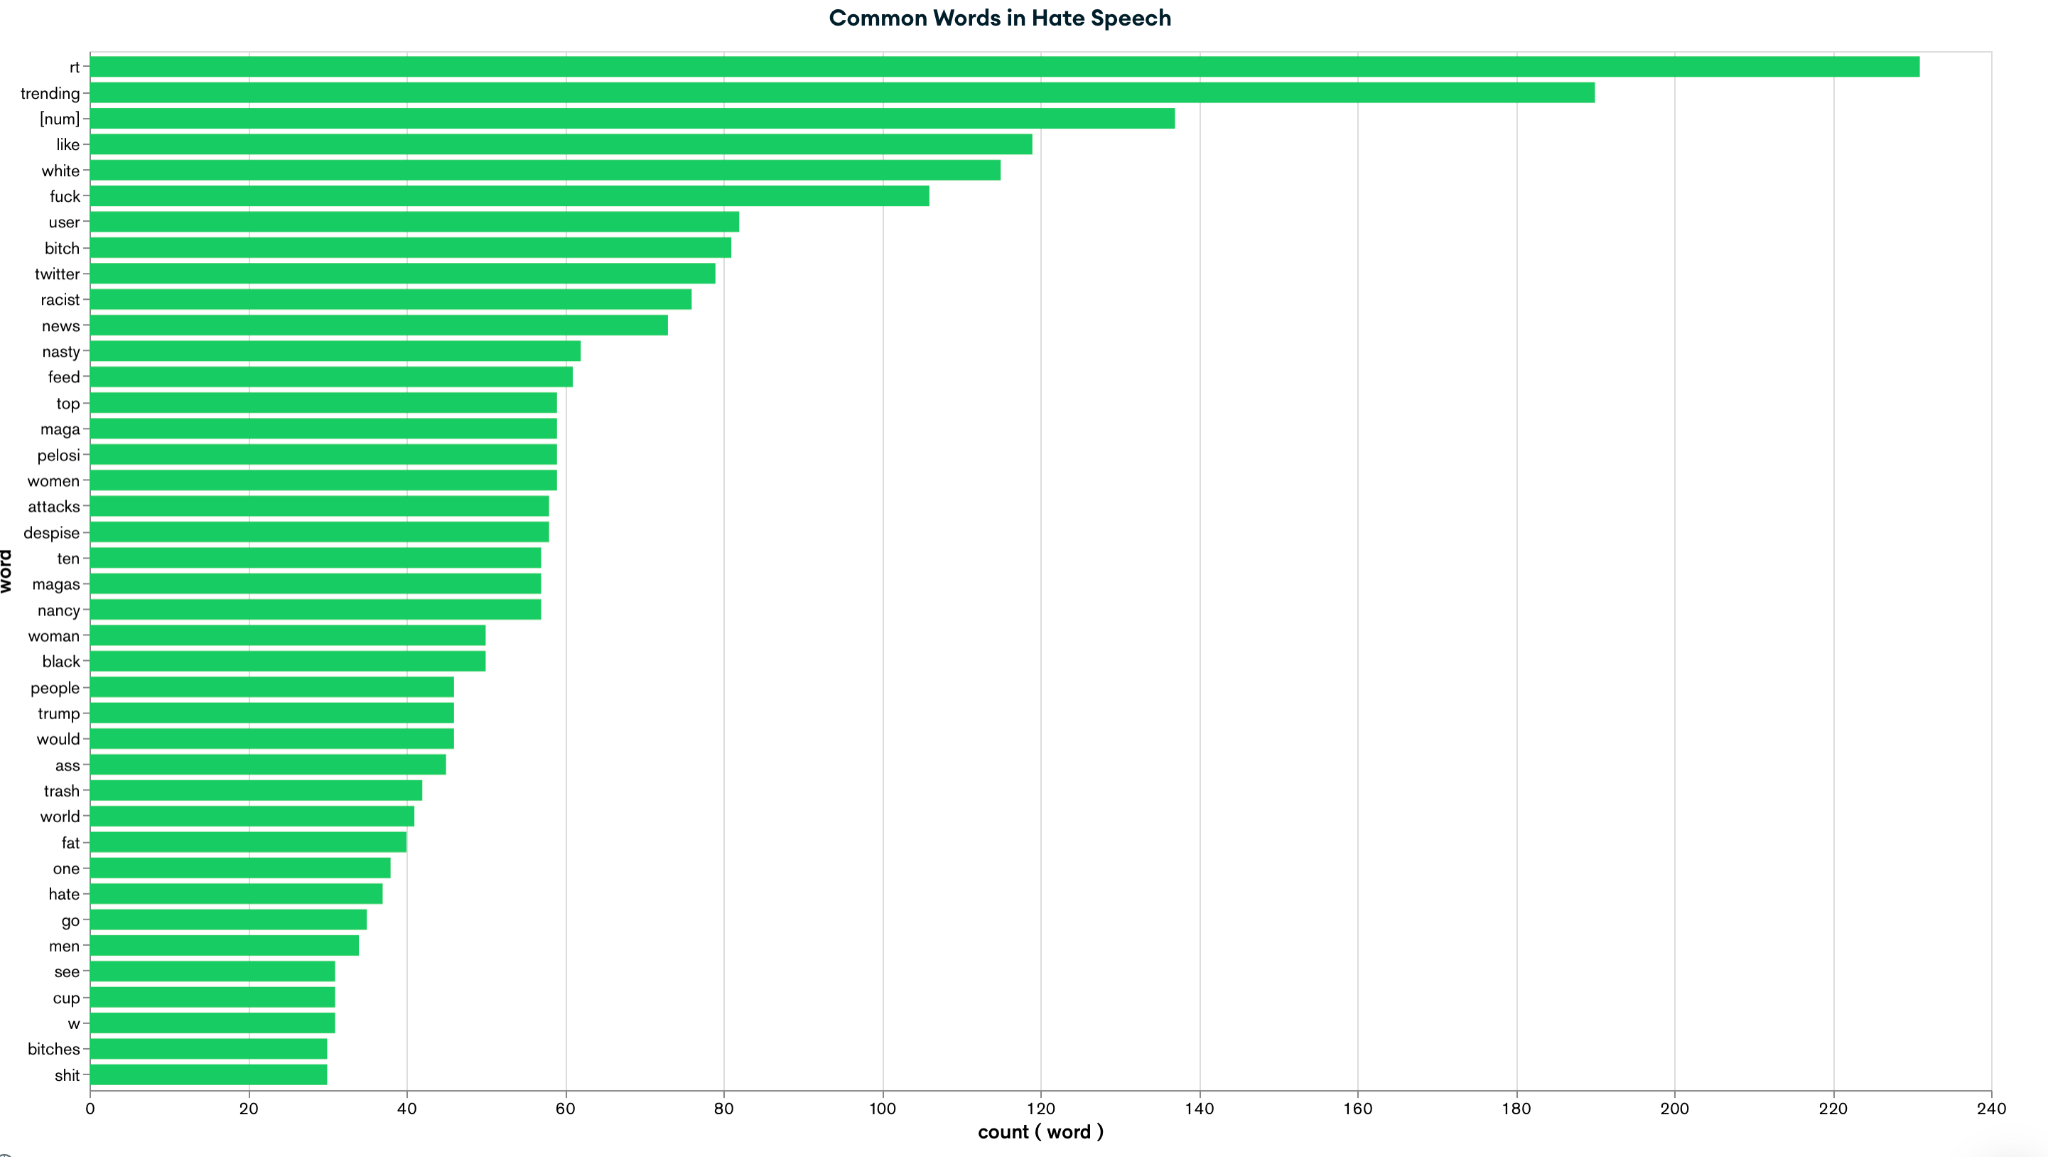 Common Words in Hate Speech
rt
trending
[num]
like
white
fuck
user
bitch
twitter
racist
news
nasty
feed
top
maga
pelosi
women
attacks
despise
ten
magas
nancy
woman
black
people
trump
would
ass
trash
world
fat
one
hate
go
men
see
cup
w
bitches
shit
word
0 20 40 60 80 100 120 140 160 180 200 220 240
count ( word )